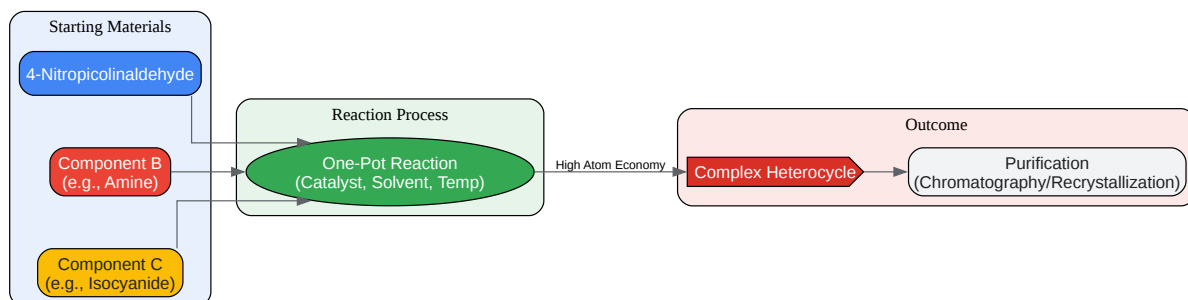 Starting Materials
4-Nitropicolinaldehyde
Component B
(e.g., Amine)
Component C
(e.g., Isocyanide)
Reaction Process
One-Pot Reaction
(Catalyst, Solvent, Temp)
High Atom Economy
Outcome
Complex Heterocycle
Purification
(Chromatography/Recrystallization)